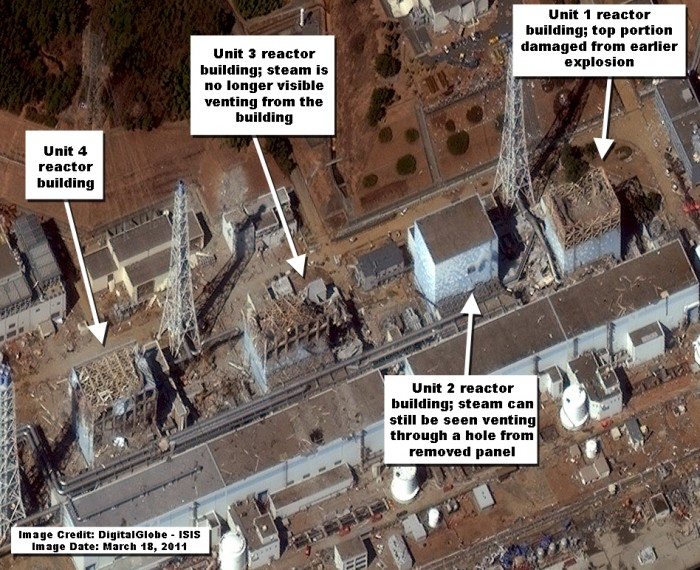 Unit 1 reactor
building; top portion
damaged from earlier
explosion
Unit 3 reactor
building; steam is
no longer visible
venting from the
building
Unit 4
reactor
building
Unit 2 reactor
building; steam can
still be seen venting
through a hole from
removed panel
Image Credit: DigitalGlobe - ISIS
Image Date: March 18, 2011